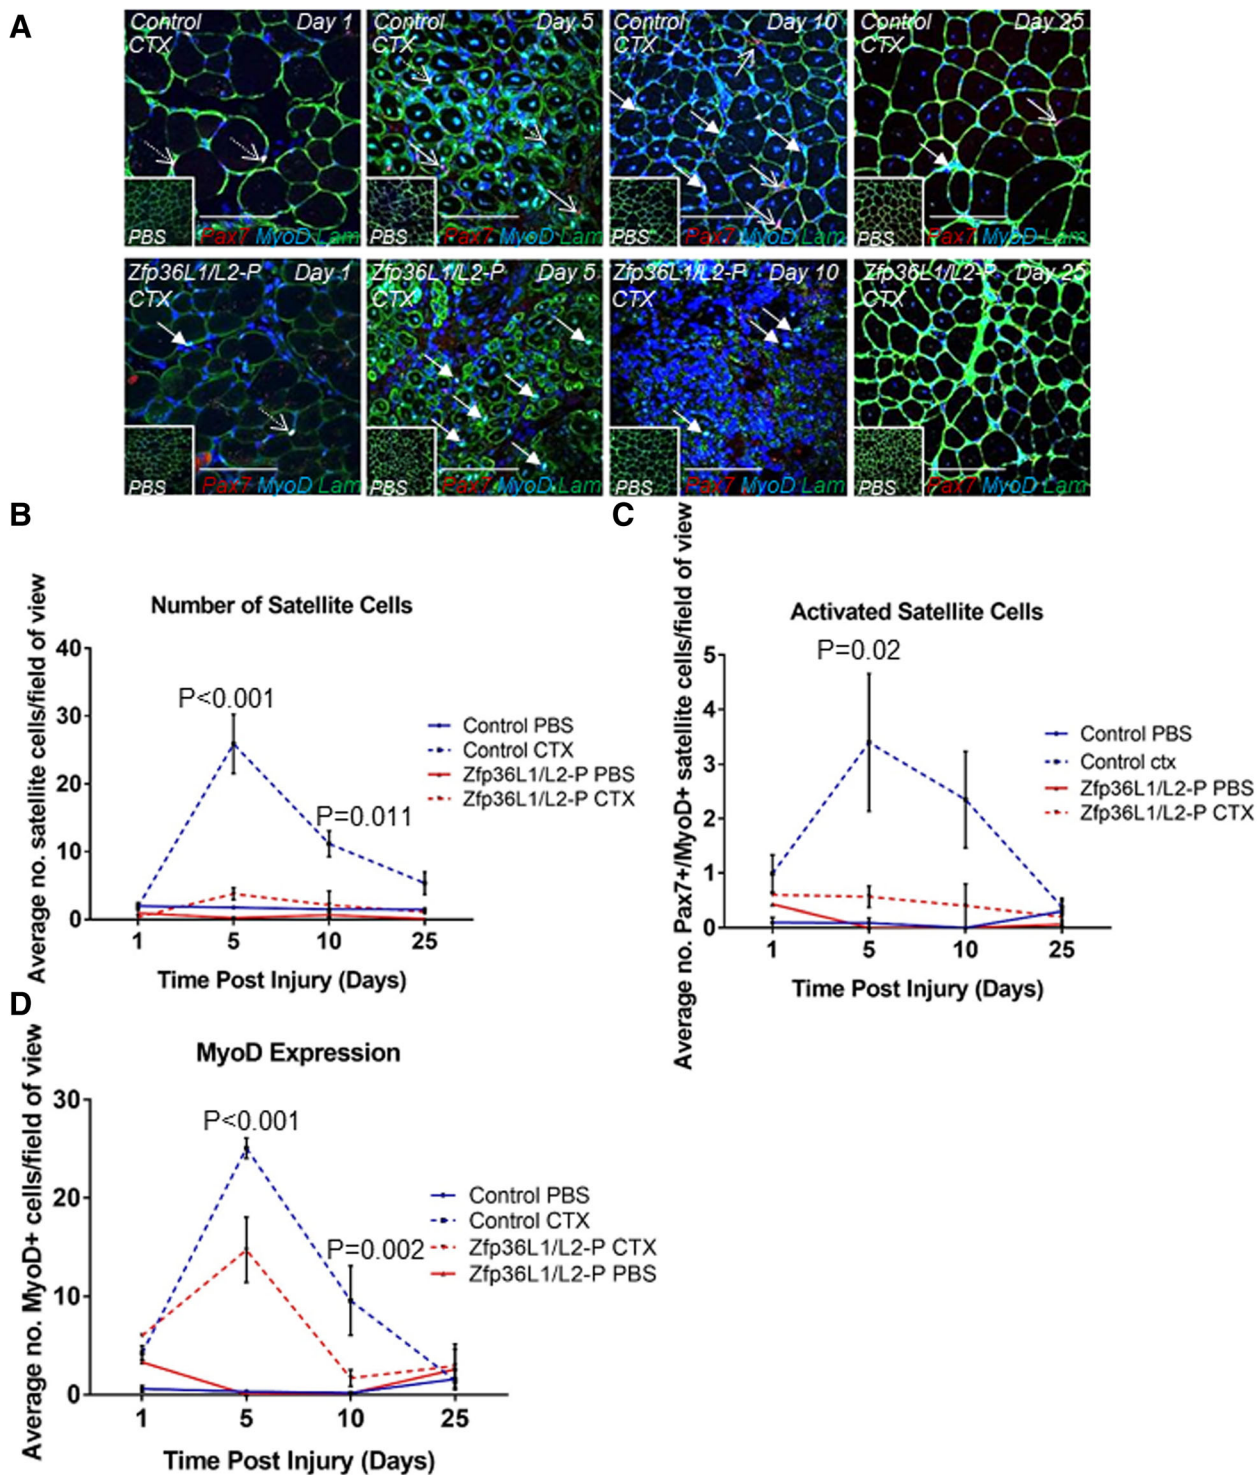 A
Control Day 1
CTX
PBS Pax7 MyoD Lam
Control Day 5
CTX
PBS Pax7 MyoD Lam
Control Day 10
CTX
PBS Pax7 MyoD Lam
Control Day 25
CTX
PBS Pax7 MyoD Lam
Zfp36L1/L2-P Day 1
CTX
PBS Pax7 MyoD Lam
Zfp36L1/L2-P Day 5
CTX
PBS Pax7 MyoD Lam
Zfp36L1/L2-P Day 10
CTX
PBS Pax7 MyoD Lam
Zfp36L1/L2-P Day 25
CTX
PBS Pax7 MyoD Lam
B
Number of Satellite Cells
Average no. satellite cells/field of view
40
30
20
10
0
P<0.001
P=0.011
Control PBS
Control CTX
Zfp36L1/L2-P PBS
Zfp36L1/L2-P CTX
1 5 10 25
Time Post Injury (Days)
C
Activated Satellite Cells
Average no. Pax7+/MyoD+ satellite cells/field of view
5
4
3
2
1
0
P=0.02
Control PBS
Control ctx
Zfp36L1/L2-P PBS
Zfp36L1/L2-P CTX
1 5 10 25
Time Post Injury (Days)
D
MyoD Expression
Average no. MyoD+ cells/field of view
30
20
10
0
P<0.001
P=0.002
Control PBS
Control CTX
Zfp36L1/L2-P CTX
Zfp36L1/L2-P PBS
1 5 10 25
Time Post Injury (Days)